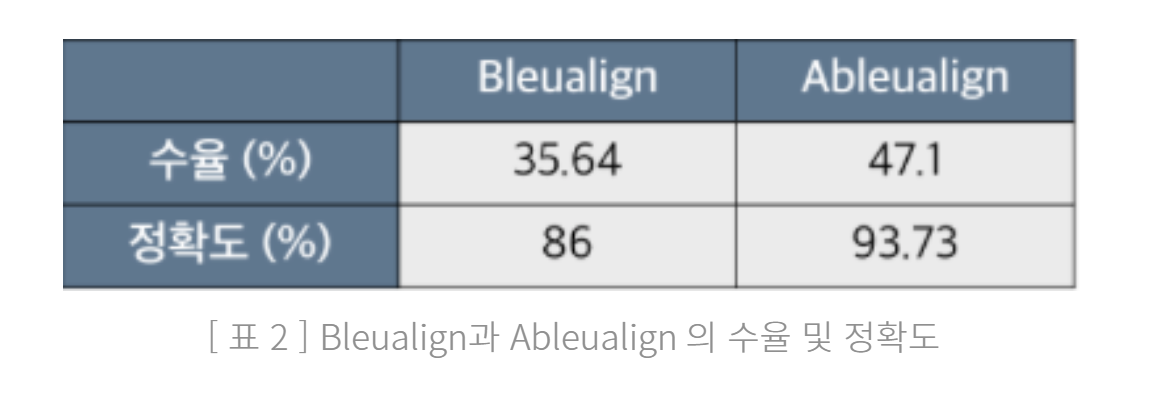 Bleualign Ableualign
수율 (%) 35.64 47.1
정확도 (%) 86 93.73
[ 표 2 ] Bleualign과 Ableualign 의 수율 및 정확도